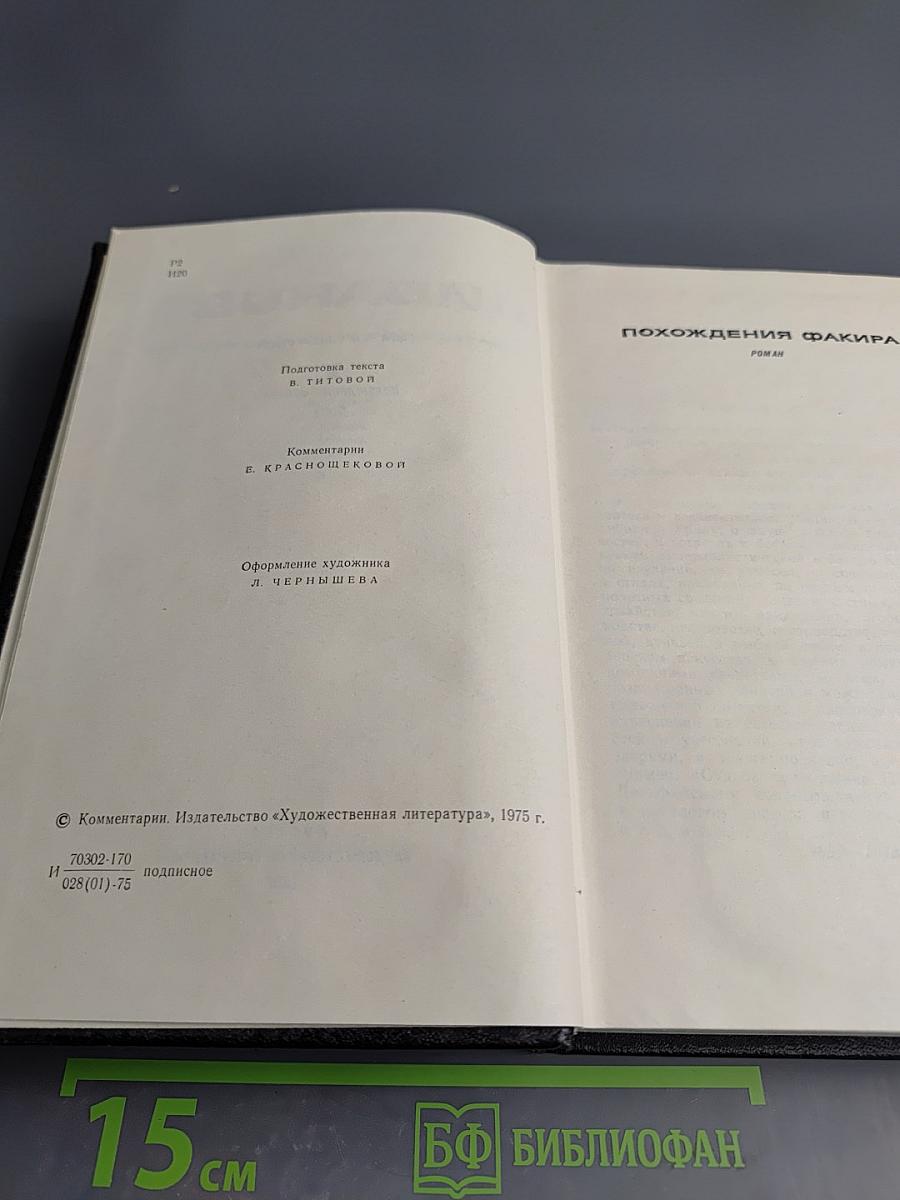 Р2
И20
Подготовка текста
В. ТИТОВОЙ
Комментарии
Е. КРАСНОЩЕКОВОЙ
Оформление художника
Л. ЧЕРНЫШЕВА
© Комментарии. Издательство «Художественная литература», 1975 г.
И 70302-170
028(01)-75 подписное
ПОХОЖДЕНИЯ ФАКИРА
РОМАН
15 см
БФ БИБЛИОФАН